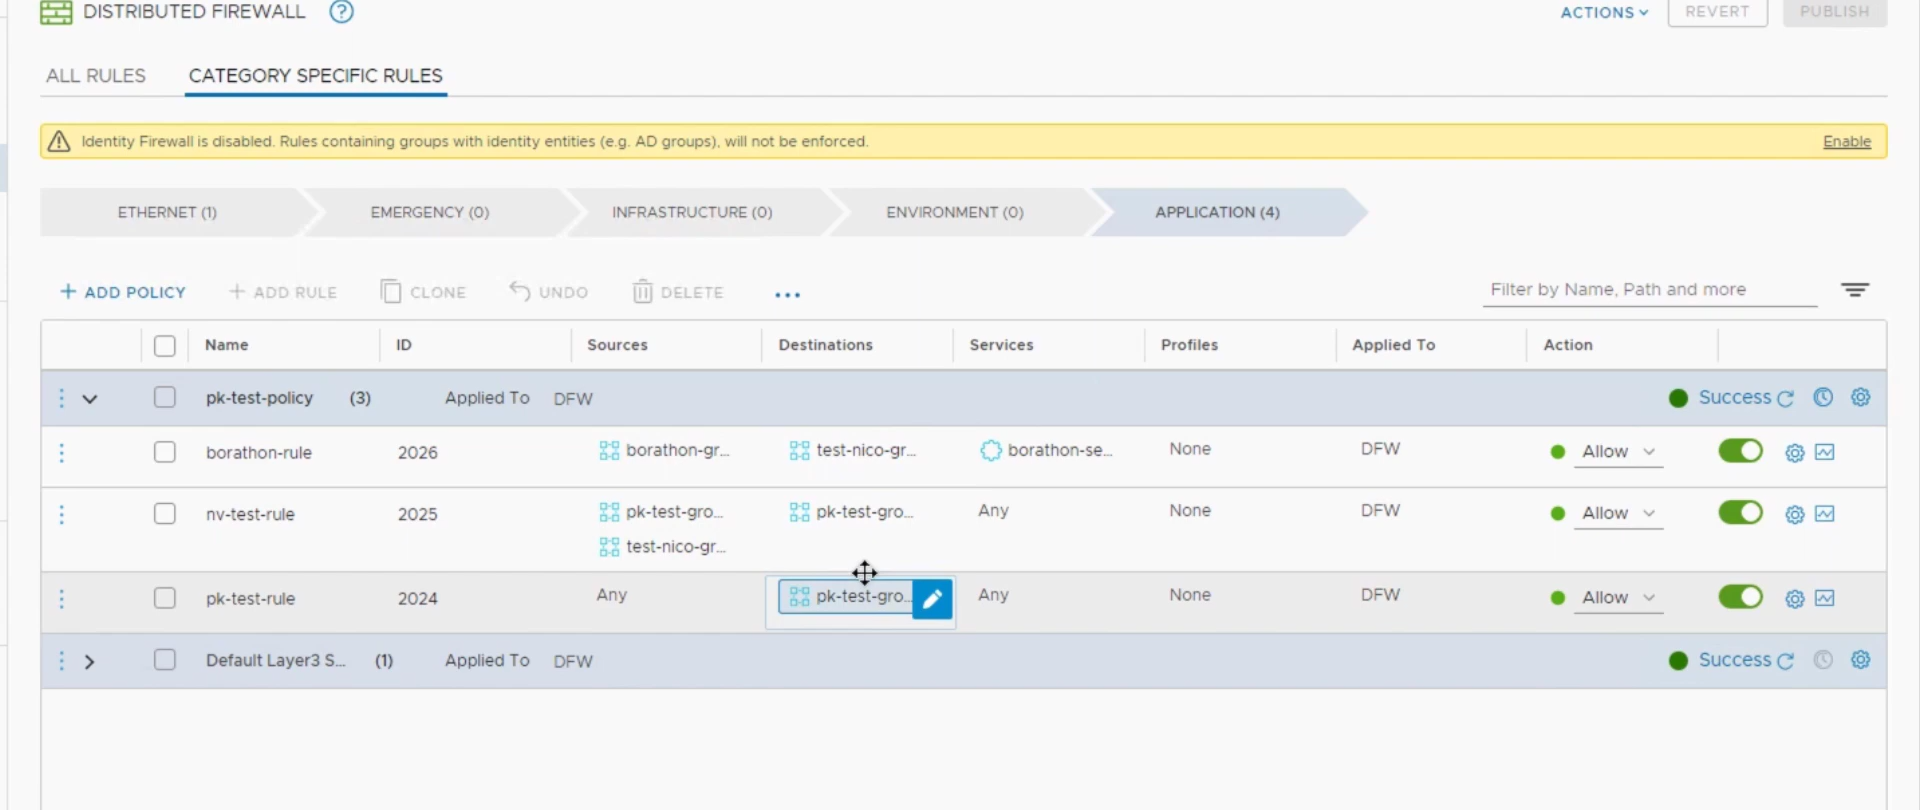 DISTRIBUTED FIREWALL ?
ACTIONS REVERT PUBLISH
ALL RULES CATEGORY SPECIFIC RULES
Identity Firewall is disabled. Rules containing groups with identity entities (e.g. AD groups), will not be enforced. Enable
ETHERNET (1) EMERGENCY (0) INFRASTRUCTURE (0) ENVIRONMENT (0) APPLICATION (4)
+ ADD POLICY + ADD RULE CLONE UNDO DELETE ... Filter by Name, Path and more
Name ID Sources Destinations Services Profiles Applied To Action
pk-test-policy (3) Applied To DFW Success
borathon-rule 2026 borathon-gr... test-nico-gr... borathon-se... None DFW Allow
nv-test-rule 2025 pk-test-gro... pk-test-gro... Any None DFW Allow
test-nico-gr...
pk-test-rule 2024 Any pk-test-gro... Any None DFW Allow
Default Layer3 S... (1) Applied To DFW Success